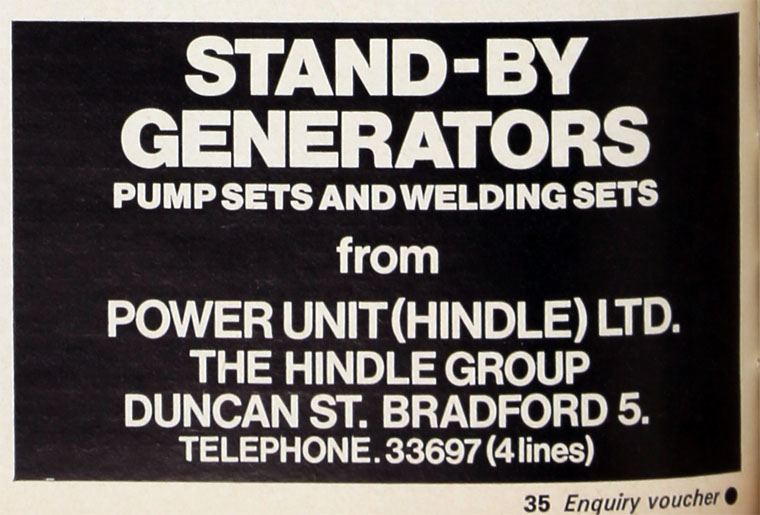 STAND-BY
GENERATORS
PUMP SETS AND WELDING SETS
from
POWER UNIT (HINDLE) LTD.
THE HINDLE GROUP
DUNCAN ST. BRADFORD 5.
TELEPHONE. 33697 (4 lines)
35 Enquiry voucher ●